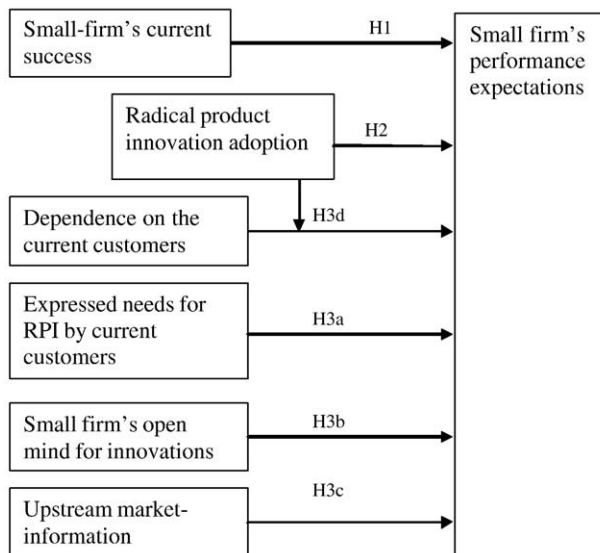 Small-firm's current
success
H1
Small firm's
performance
expectations
Radical product
innovation adoption
H2
Dependence on the
current customers
H3d
Expressed needs for
RPI by current
customers
H3a
Small firm's open
mind for innovations
H3b
Upstream market-
information
H3c